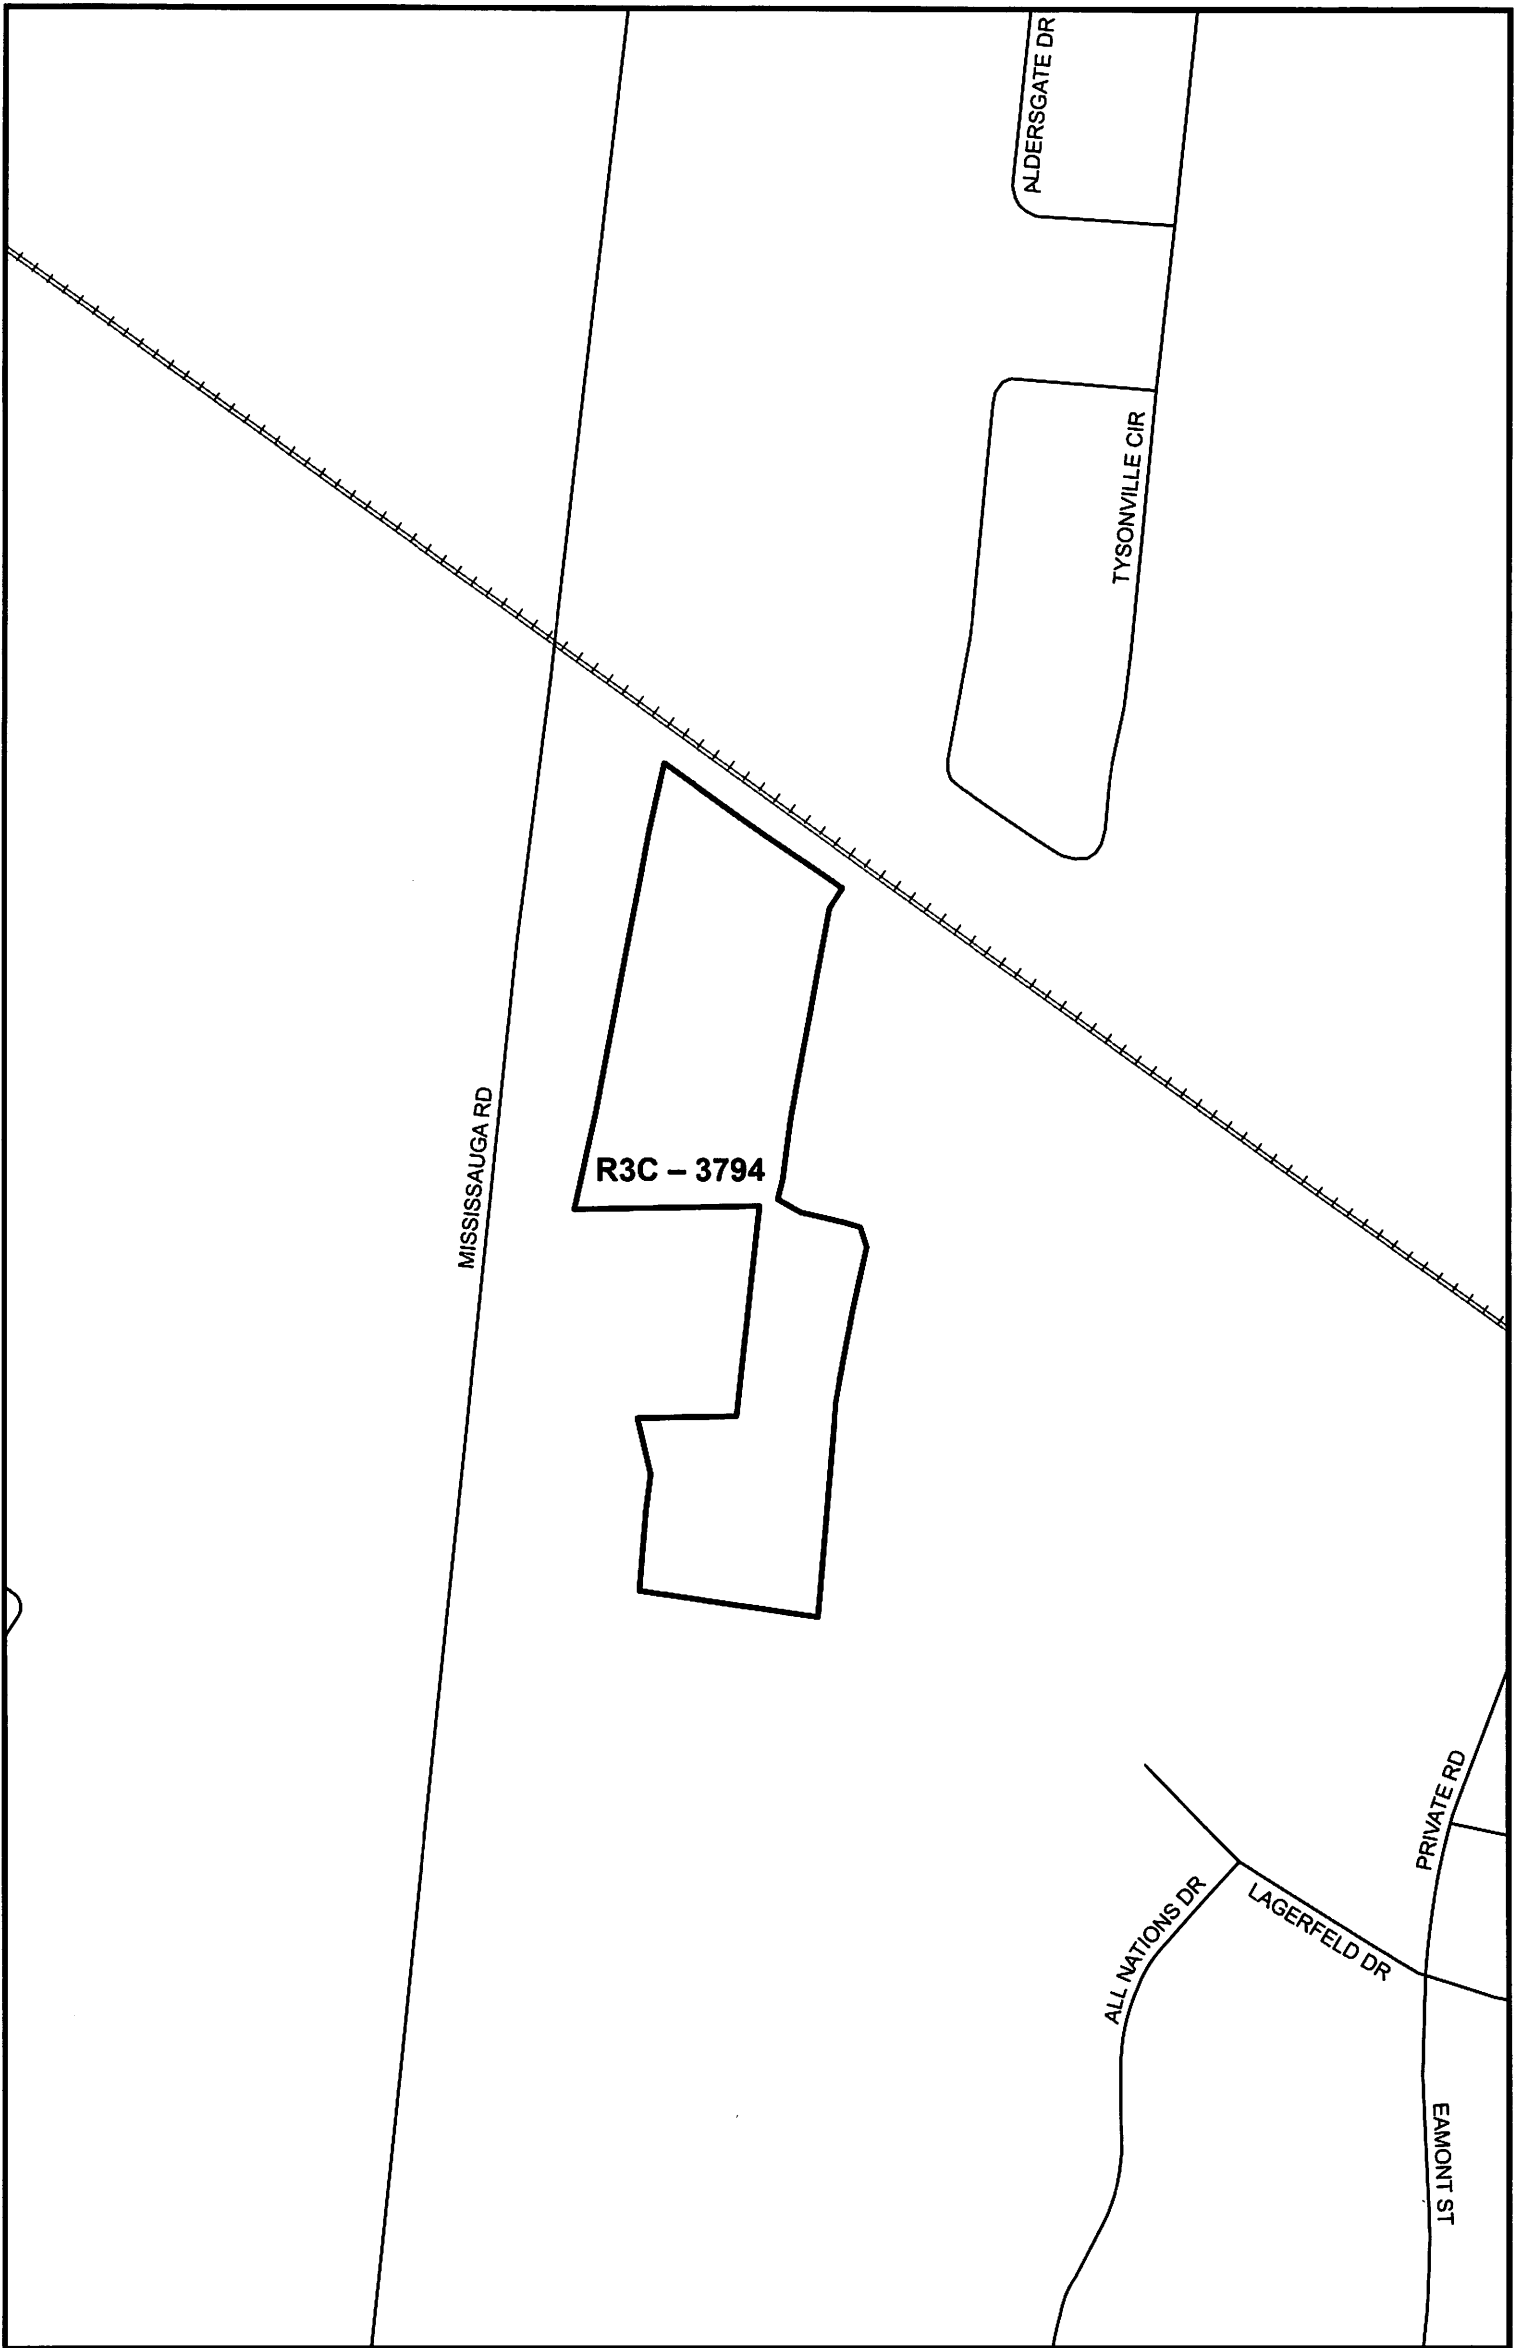 ALDERSGATE DR
TYSONVILLE CIR
MISSISSAUGA RD
R3C – 3794
PRIVATE RD
ALL NATIONS DR
LAGERFELD DR
EAMONT ST